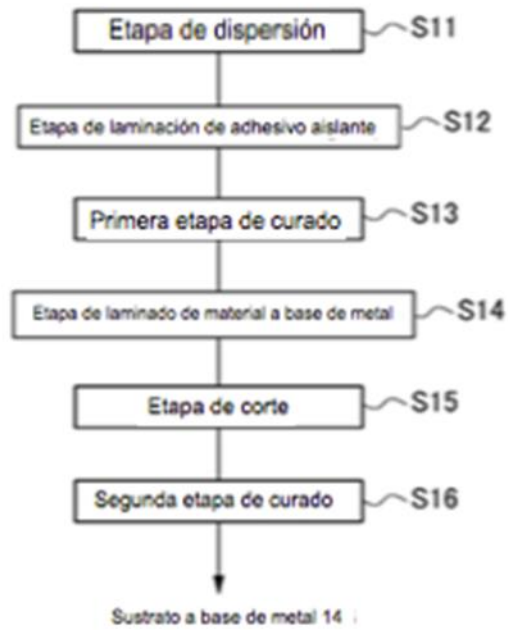 Etapa de dispersión S11
Etapa de laminación de adhesivo aislante S12
Primera etapa de curado S13
Etapa de laminado de material a base de metal S14
Etapa de corte S15
Segunda etapa de curado S16
Sustrato a base de metal 14